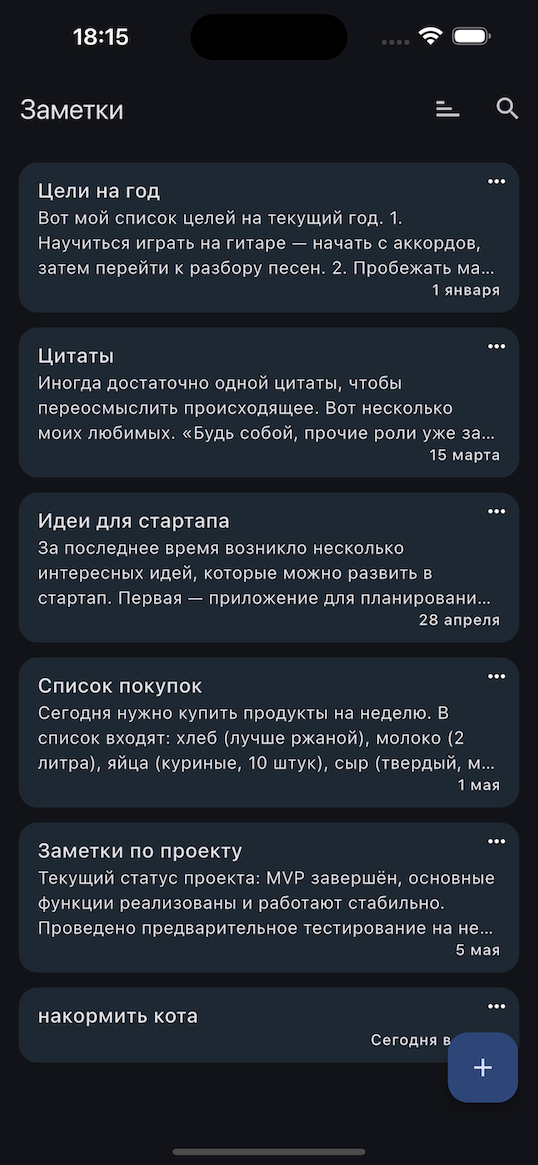 18:15
Заметки
Цели на год
Вот мой список целей на текущий год. 1.
Научиться играть на гитаре — начать с аккордов,
затем перейти к разбору песен. 2. Пробежать ма...
1 января
Цитаты
Иногда достаточно одной цитаты, чтобы
переосмыслить происходящее. Вот несколько
моих любимых. «Будь собой, прочие роли уже за...
15 марта
Идеи для стартапа
За последнее время возникло несколько
интересных идей, которые можно развить в
стартап. Первая — приложение для планировани...
28 апреля
Список покупок
Сегодня нужно купить продукты на неделю. В
список входят: хлеб (лучше ржаной), молоко (2
литра), яйца (куриные, 10 штук), сыр (твердый, м...
1 мая
Заметки по проекту
Текущий статус проекта: MVP завершён, основные
функции реализованы и работают стабильно.
Проведено предварительное тестирование на не...
5 мая
накормить кота
Сегодня в